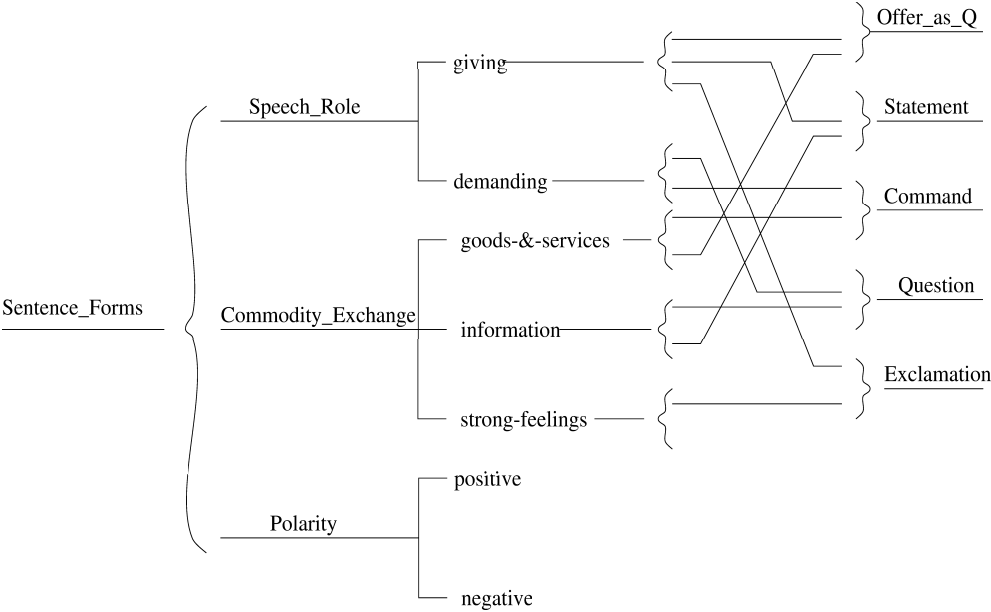 Offer_as_Q
giving
Speech_Role
Statement
demanding
Command
goods-&-services
Question
Sentence_Forms
Commodity_Exchange
information
Exclamation
strong-feelings
positive
Polarity
negative